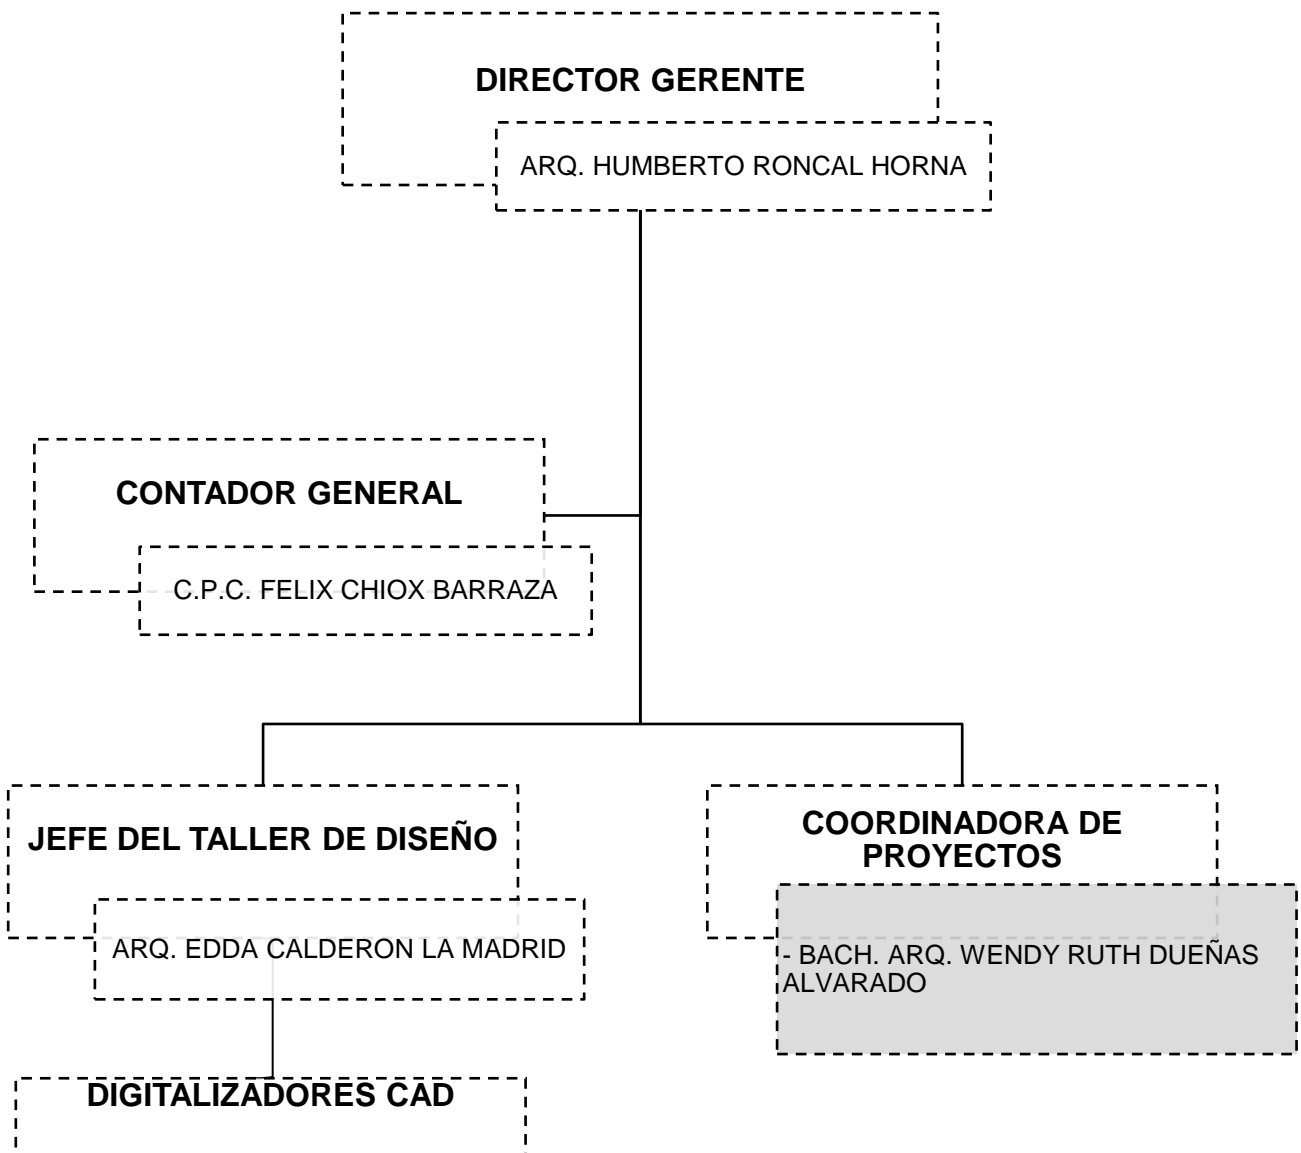 DIRECTOR GERENTE
ARQ. HUMBERTO RONCAL HORNA
CONTADOR GENERAL
C.P.C. FELIX CHIOX BARRAZA
JEFE DEL TALLER DE DISEÑO
ARQ. EDDA CALDERON LA MADRID
COORDINADORA DE
PROYECTOS
- BACH. ARQ. WENDY RUTH DUEÑAS
ALVARADO
DIGITALIZADORES CAD